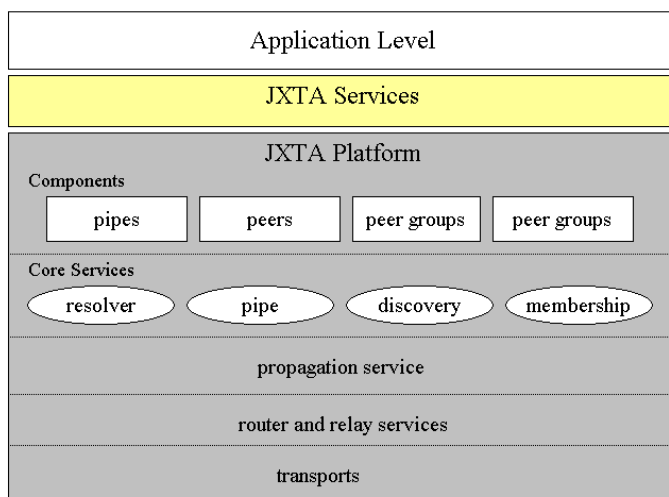 Application Level
JXTA Services
JXTA Platform
Components
pipes
peers
peer groups
peer groups
Core Services
resolver
pipe
discovery
membership
propagation service
router and relay services
transports